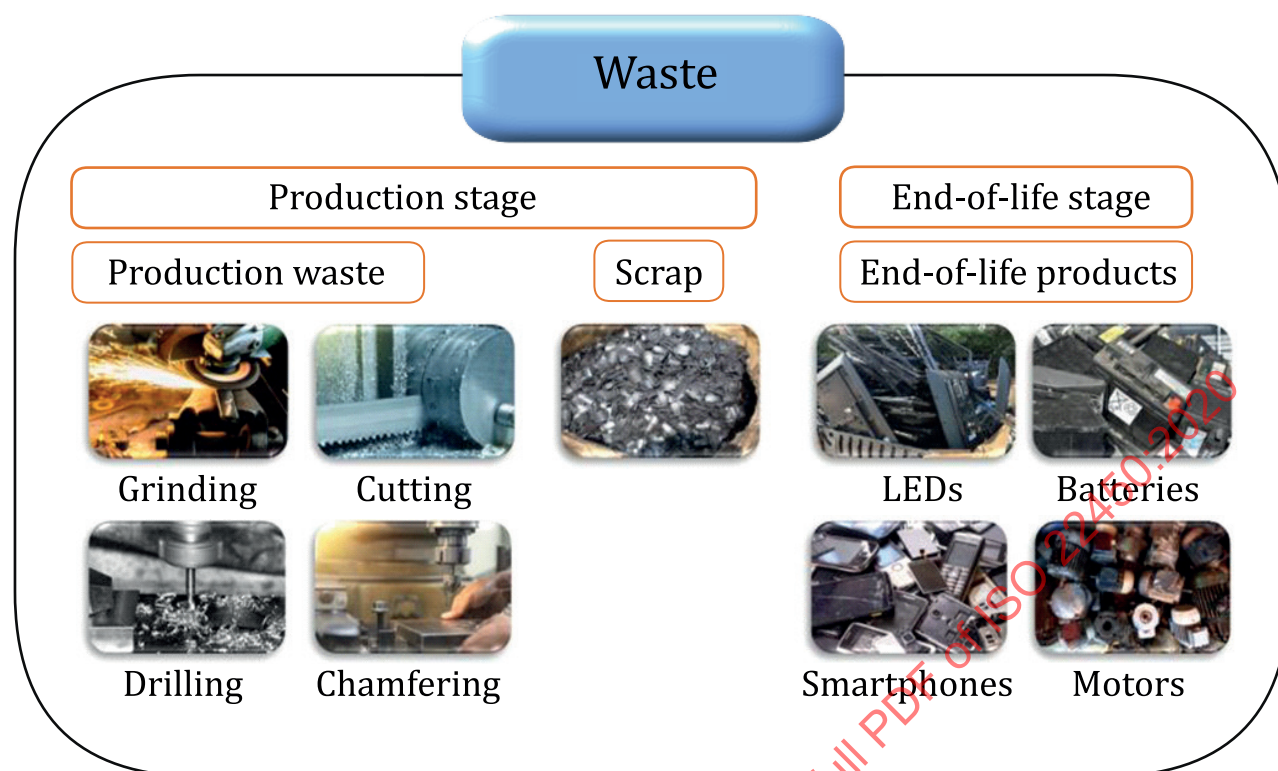 Waste
Production stage
End-of-life stage
Production waste
Scrap
End-of-life products
Grinding
Cutting
LEDs
Batteries
Drilling
Chamfering
Smartphones
Motors
full PDF of ISO 22450:2020